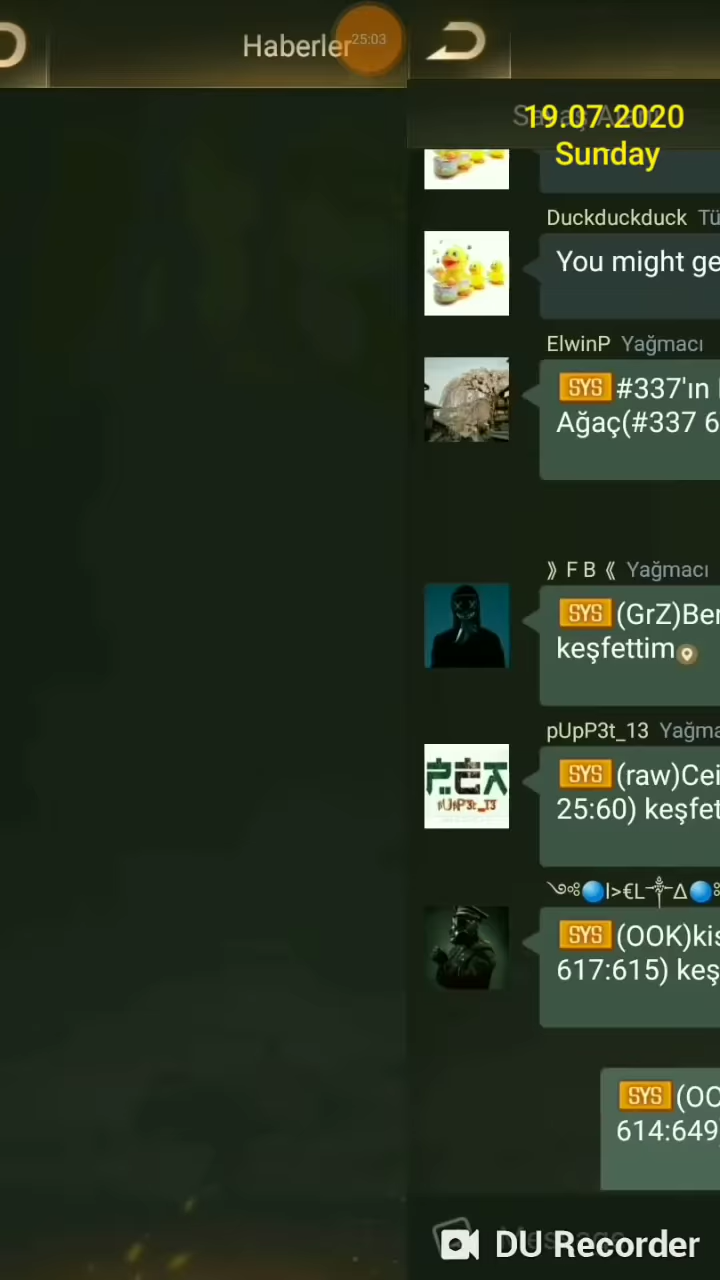 Haberler
25:03
19.07.2020
Sunday
Duckduckduck Tü
You might ge
ElwinP Yağmacı
SYS #337'ın
Ağaç(#337 6
》 F B 《 Yağmacı
SYS (GrZ)Ber
keşfettim
pUpP3t_13 Yağma
SYS (raw)Cei
25:60) keşfet
SYS (OOK)kis
617:615) keş
SYS (OO
614:649
DU Recorder